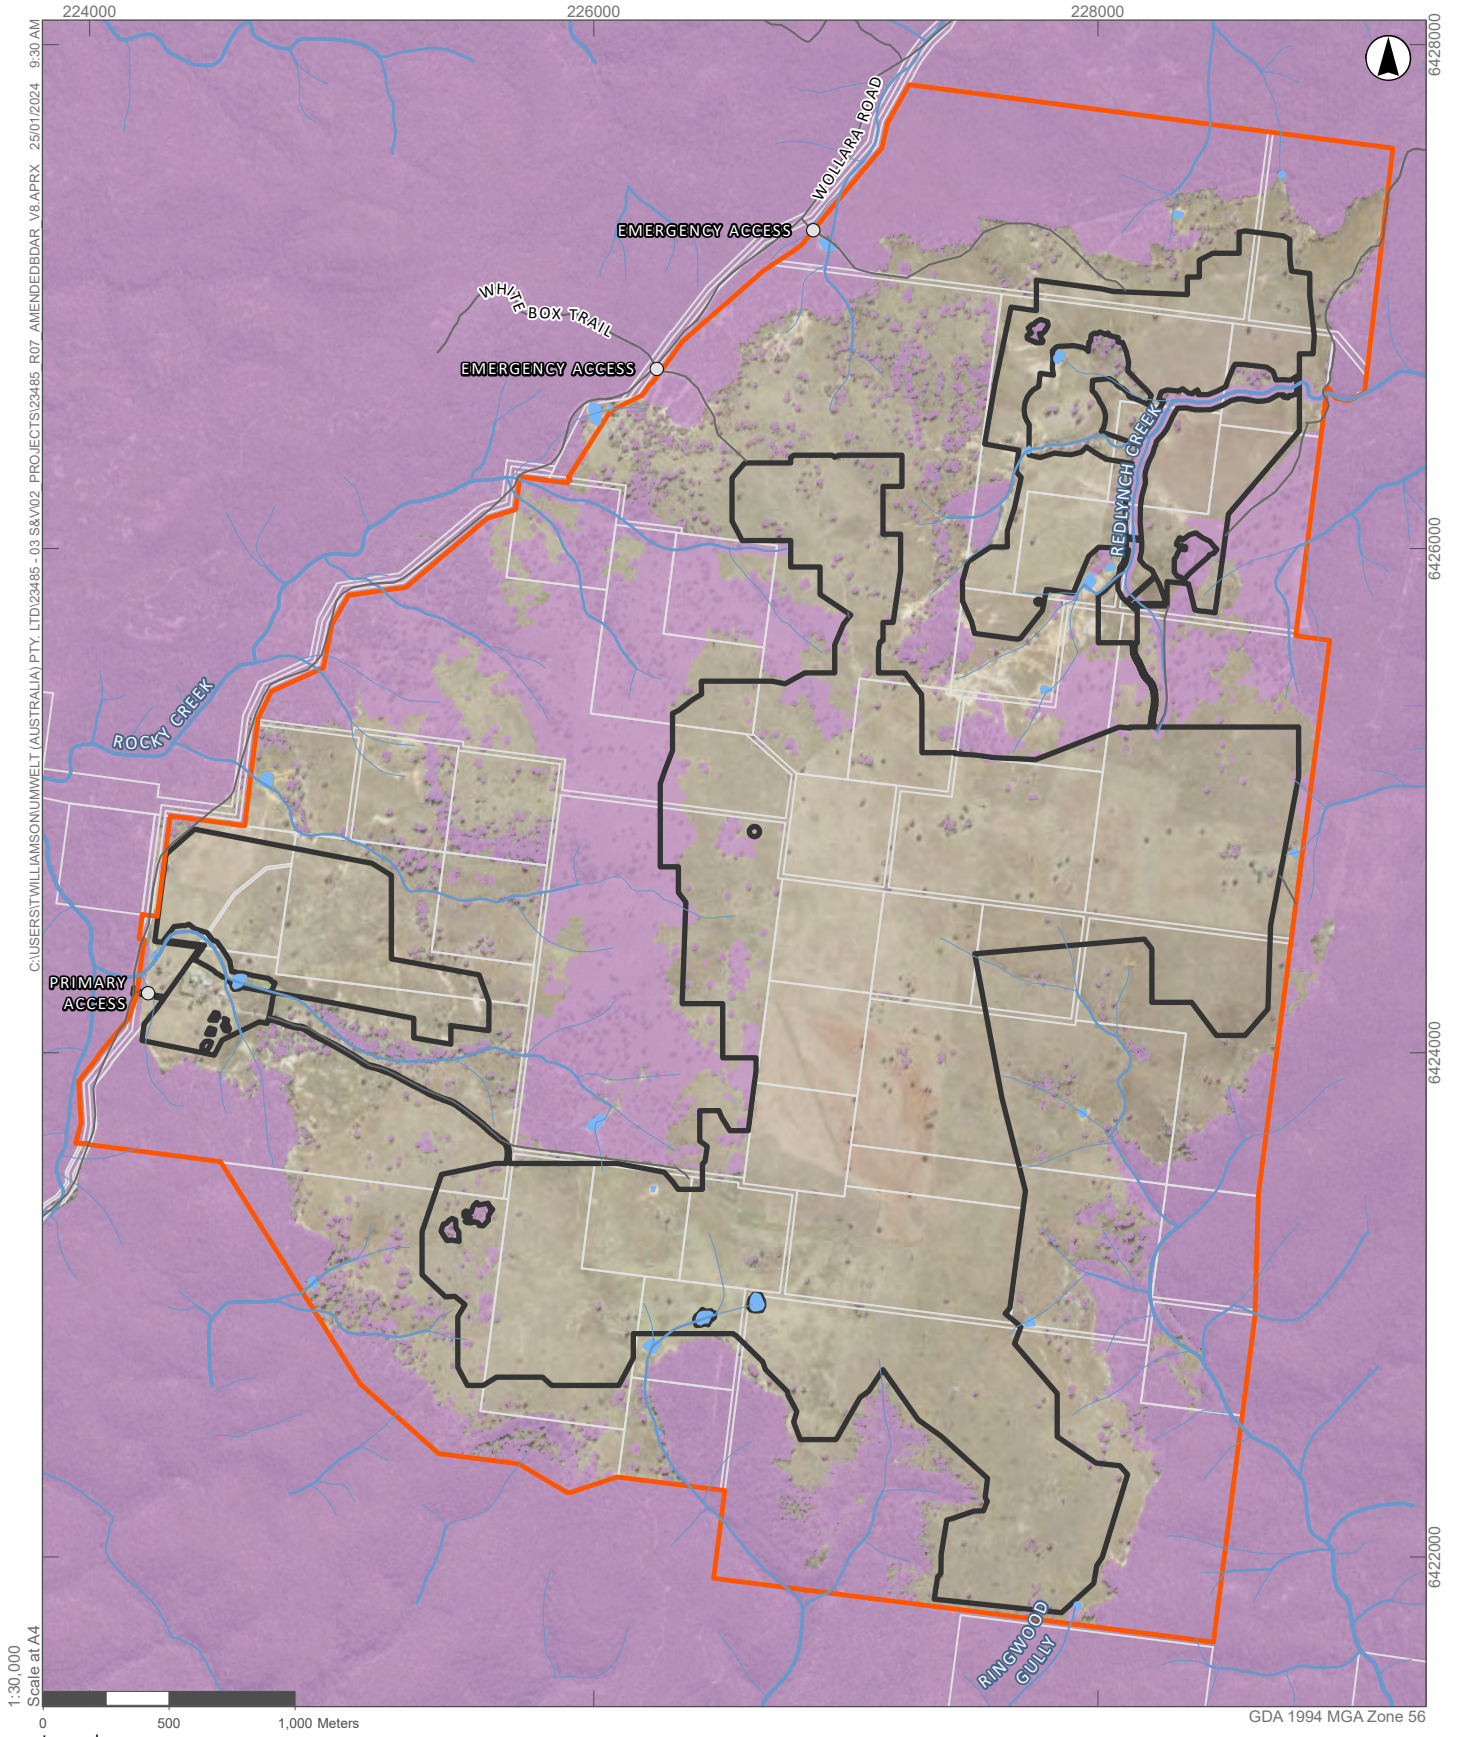 224000
226000
228000
6428000
6426000
6424000
6422000
C:\USERS\TWILLIAMSON\UMWELT (AUSTRALIA) PTY. LTD\23485 - 03 S&V\02 PROJECTS\23485 R07 AMENDEDBDAR V8.APRX 25/01/2024 9:30 AM
WOLLARA ROAD
EMERGENCY ACCESS
WHITE BOX TRAIL
EMERGENCY ACCESS
REDLYNCH CREEK
ROCKY CREEK
PRIMARY
ACCESS
RINGWOOD
GULLY
1:30,000
Scale at A4
0 500 1,000 Meters
GDA 1994 MGA Zone 56